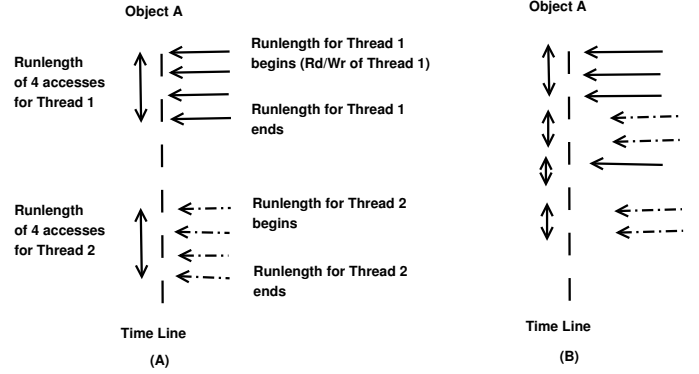 Object A
Runlength
of 4 accesses
for Thread 1
Runlength for Thread 1
begins (Rd/Wr of Thread 1)
Runlength for Thread 1
ends
Runlength
of 4 accesses
for Thread 2
Runlength for Thread 2
begins
Runlength for Thread 2
ends
Time Line
(A)
Object A
Time Line
(B)